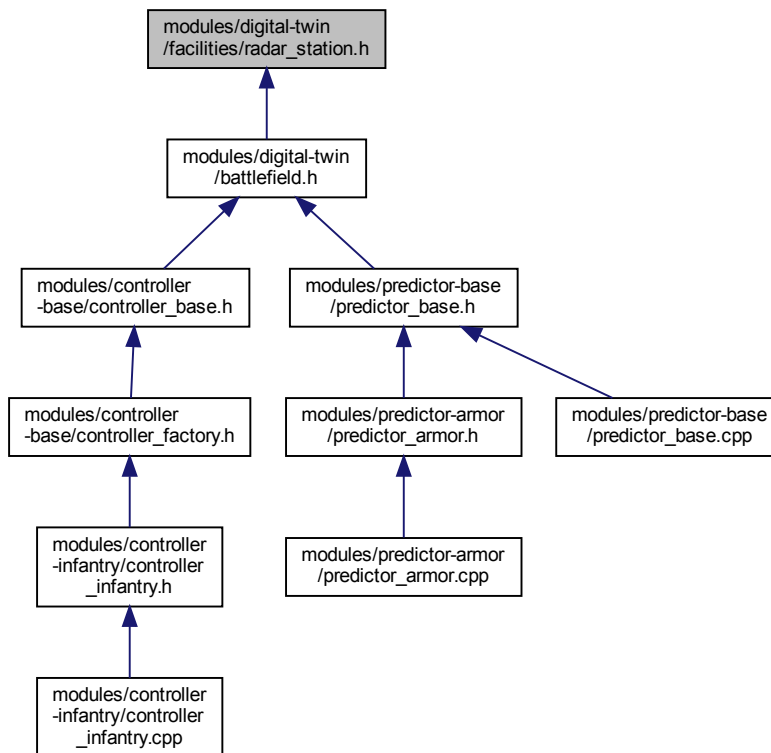 modules/digital-twin
/facilities/radar_station.h
modules/digital-twin
/battlefield.h
modules/controller
-base/controller_base.h
modules/predictor-base
/predictor_base.h
modules/controller
-base/controller_factory.h
modules/predictor-armor
/predictor_armor.h
modules/predictor-base
/predictor_base.cpp
modules/controller
-infantry/controller
_infantry.h
modules/predictor-armor
/predictor_armor.cpp
modules/controller
-infantry/controller
_infantry.cpp